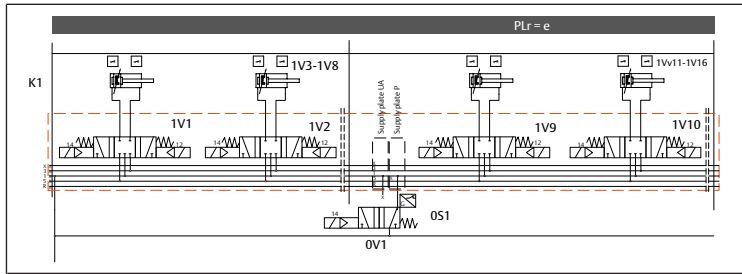 PLr = e
1V3-1V8
1Vv11-1V16
K1
Supply plate UA
Supply plate P
1V1
1V2
1V9
1V10
14
12
14
12
14
12
14
12
X
14
0S1
0V1